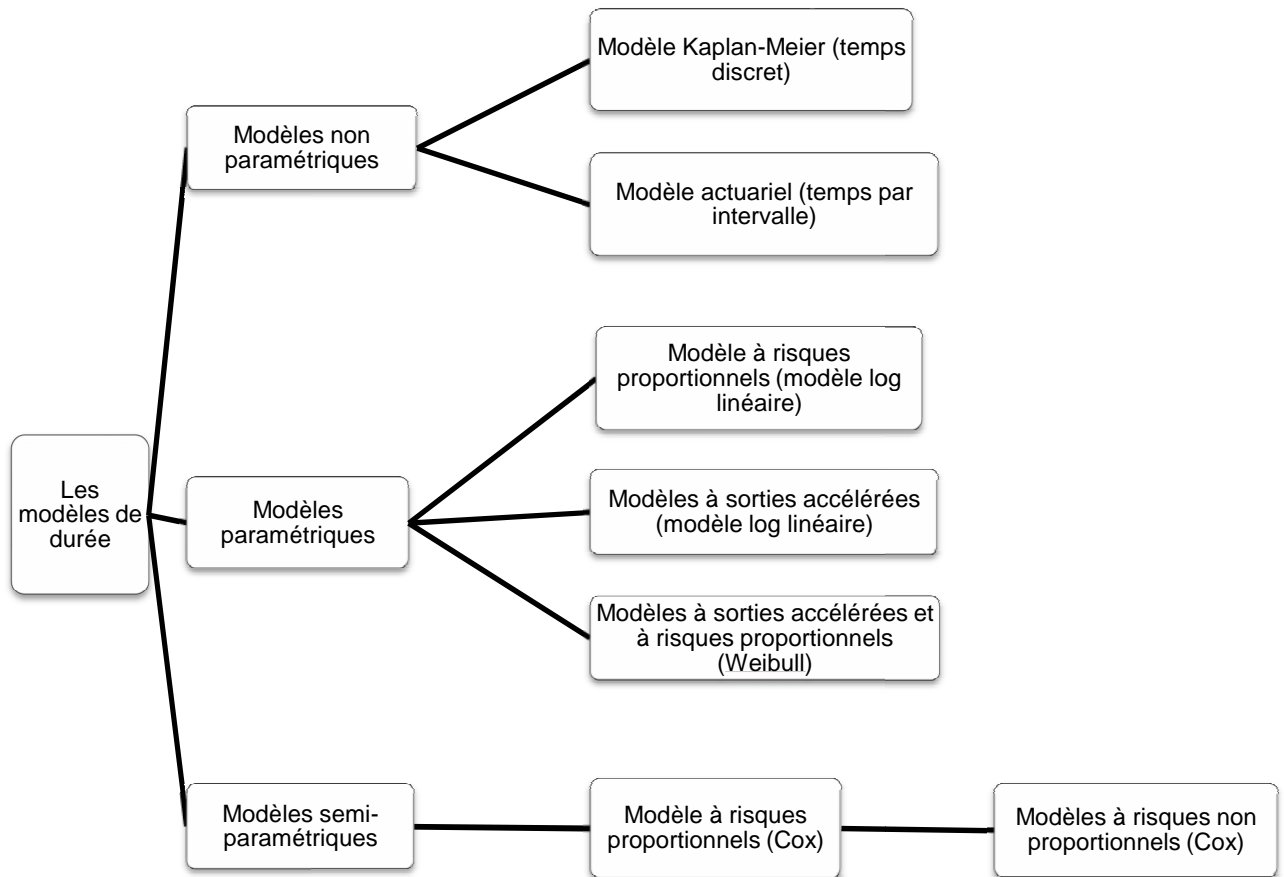 Modèle Kaplan-Meier (temps
discret)
Modèles non
paramétriques
Modèle actuariel (temps par
intervalle)
Modèle à risques
proportionnels (modèle log
linéaire)
Les
modèles de
durée
Modèles
paramétriques
Modèles à sorties accélérées
(modèle log linéaire)
Modèles à sorties accélérées et
à risques proportionnels
(Weibull)
Modèles semi-
paramétriques
Modèle à risques
proportionnels (Cox)
Modèles à risques non
proportionnels (Cox)